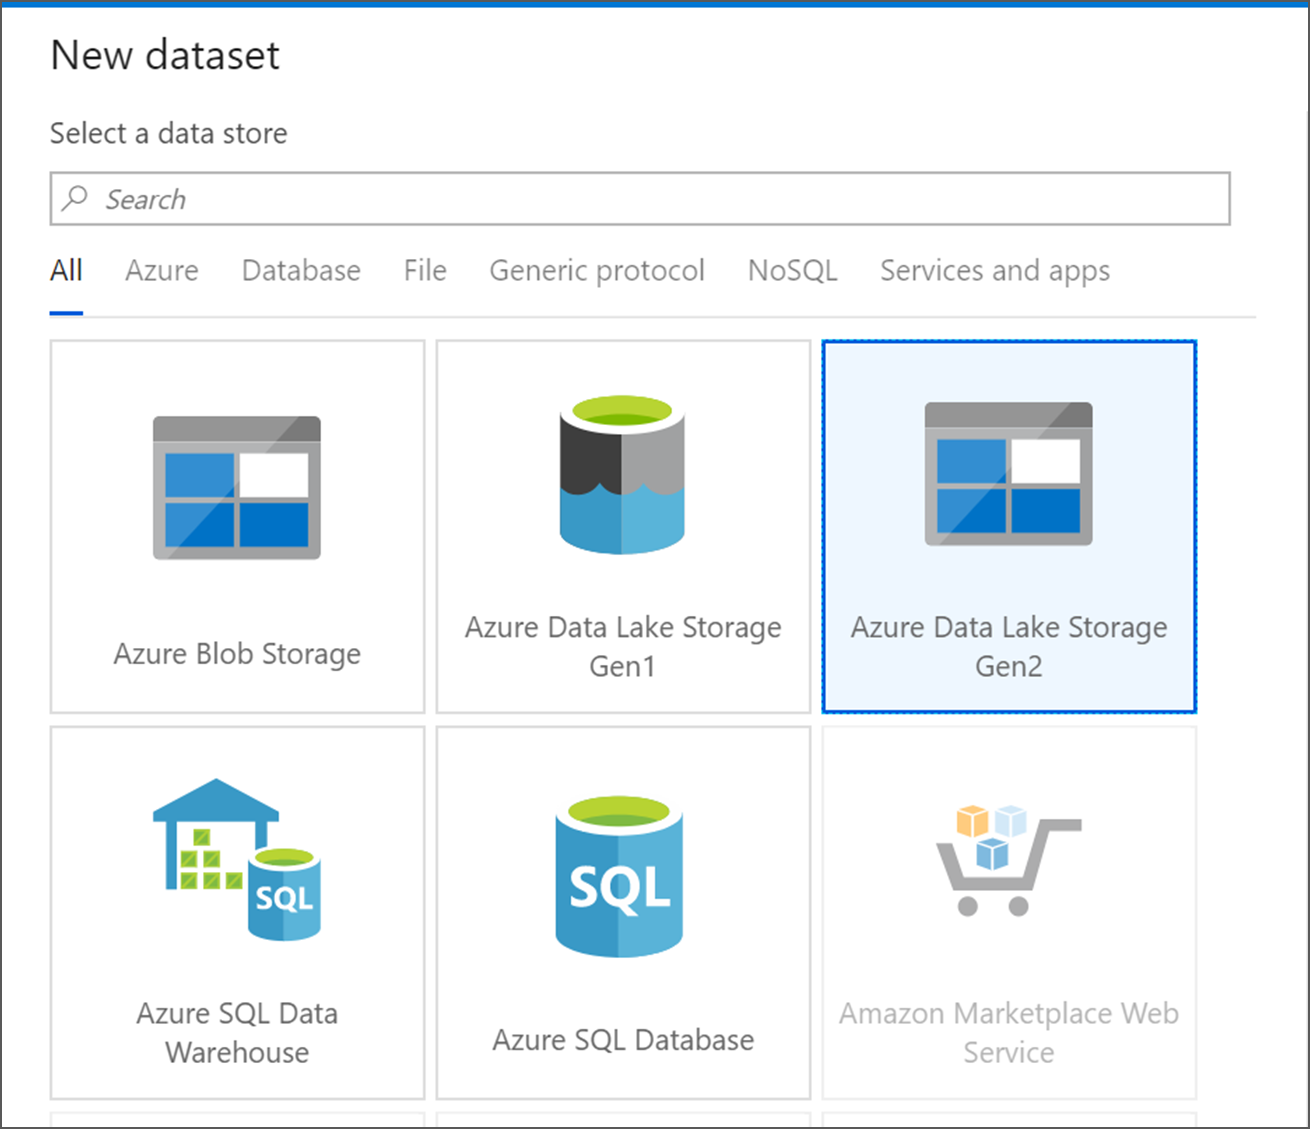 New dataset
Select a data store
Search
All Azure Database File Generic protocol NoSQL Services and apps
Azure Blob Storage
Azure Data Lake Storage
Gen1
Azure Data Lake Storage
Gen2
SQL
Azure SQL Data
Warehouse
SQL
Azure SQL Database
Amazon Marketplace Web
Service